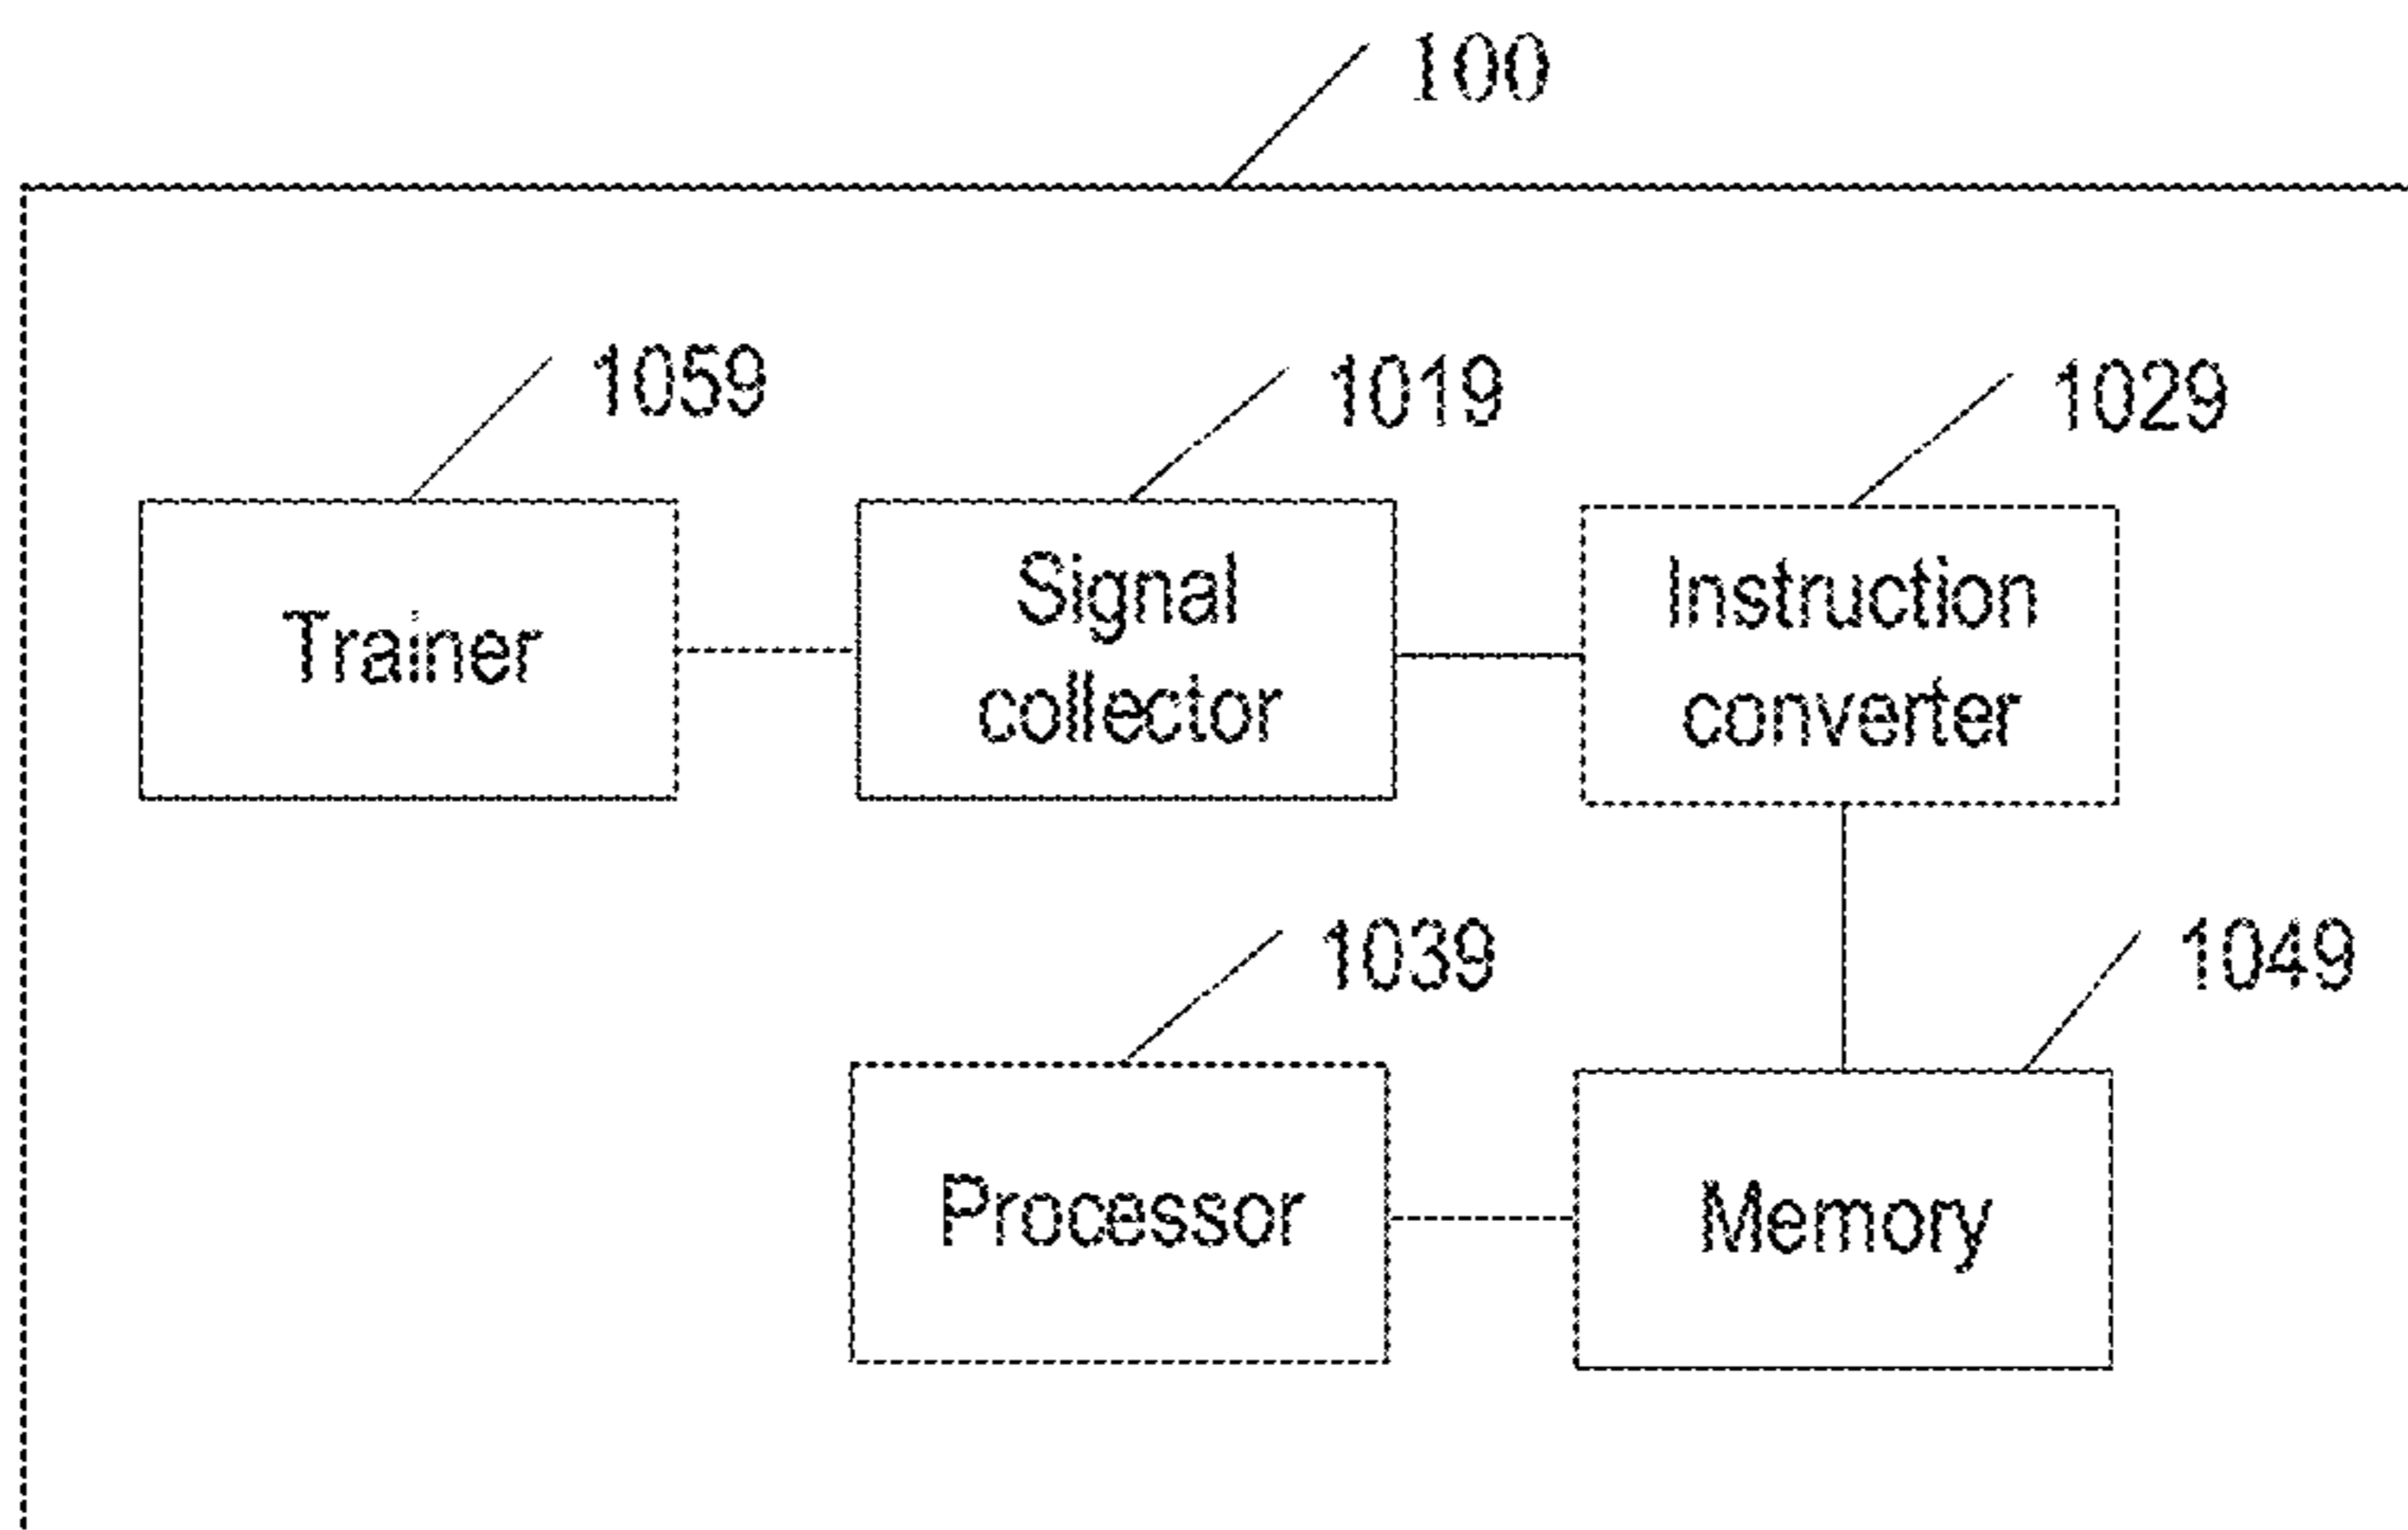 100
1059
1019
1029
Trainer
Signal
collector
Instruction
converter
1039
1049
Processor
Memory